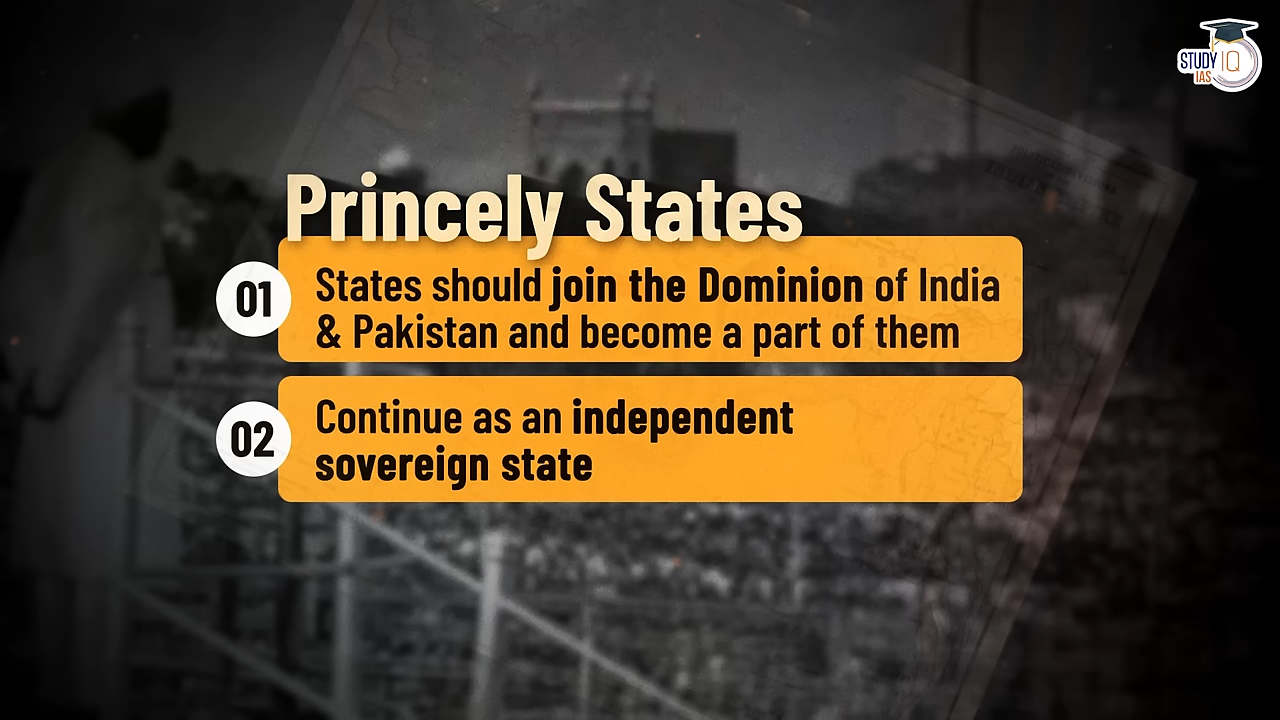 STUDY IQ
IAS
Princely States
01
States should join the Dominion of India
& Pakistan and become a part of them
02
Continue as an independent
sovereign state